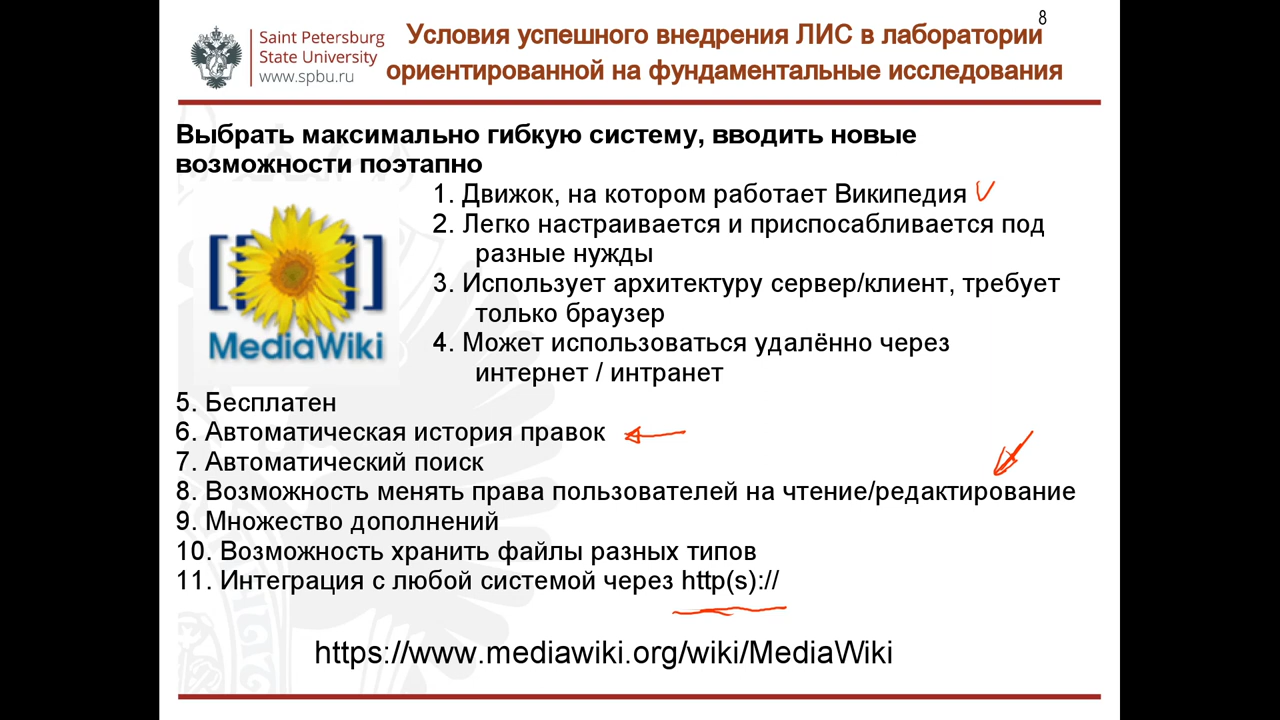 8
Saint Petersburg
State University
www.spbu.ru
Условия успешного внедрения ЛИС в лаборатории
ориентированной на фундаментальные исследования
Выбрать максимально гибкую систему, вводить новые
возможности поэтапно
1. Движок, на котором работает Википедия
2. Легко настраивается и приспосабливается под
разные нужды
3. Использует архитектуру сервер/клиент, требует
только браузер
4. Может использоваться удалённо через
интернет / интранет
MediaWiki
5. Бесплатен
6. Автоматическая история правок
7. Автоматический поиск
8. Возможность менять права пользователей на чтение/редактирование
9. Множество дополнений
10. Возможность хранить файлы разных типов
11. Интеграция с любой системой через http(s)://
https://www.mediawiki.org/wiki/MediaWiki